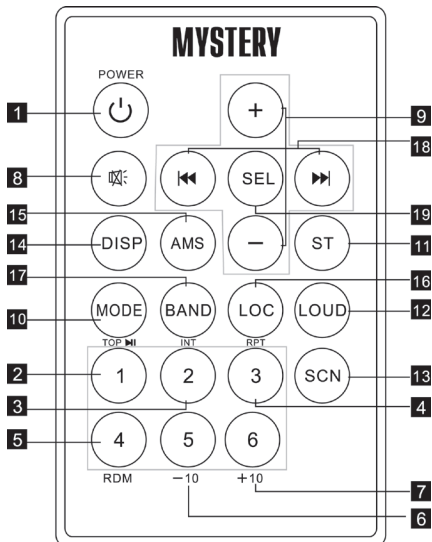 MYSTERY
POWER
1
+
9
18
8
SEL
19
15
14
DISP
AMS
−
ST
11
17
16
10
MODE
BAND
LOC
LOUD
12
TOP
INT
RPT
2
1
2
3
SCN
13
3
4
5
4
5
6
RDM
−10
+10
7
6